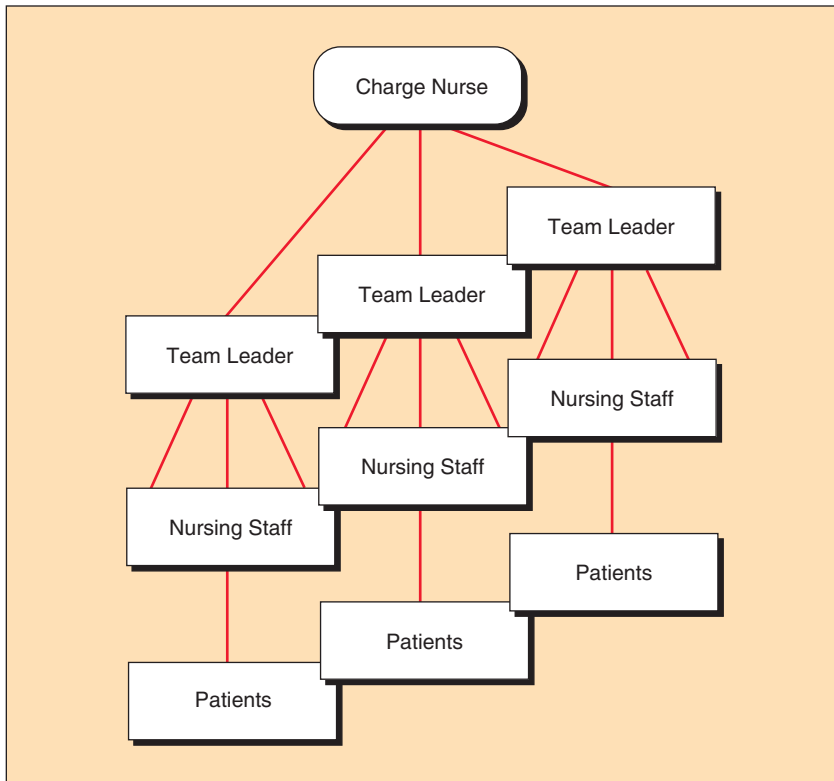 Charge Nurse
Team Leader
Team Leader
Team Leader
Nursing Staff
Nursing Staff
Nursing Staff
Patients
Patients
Patients